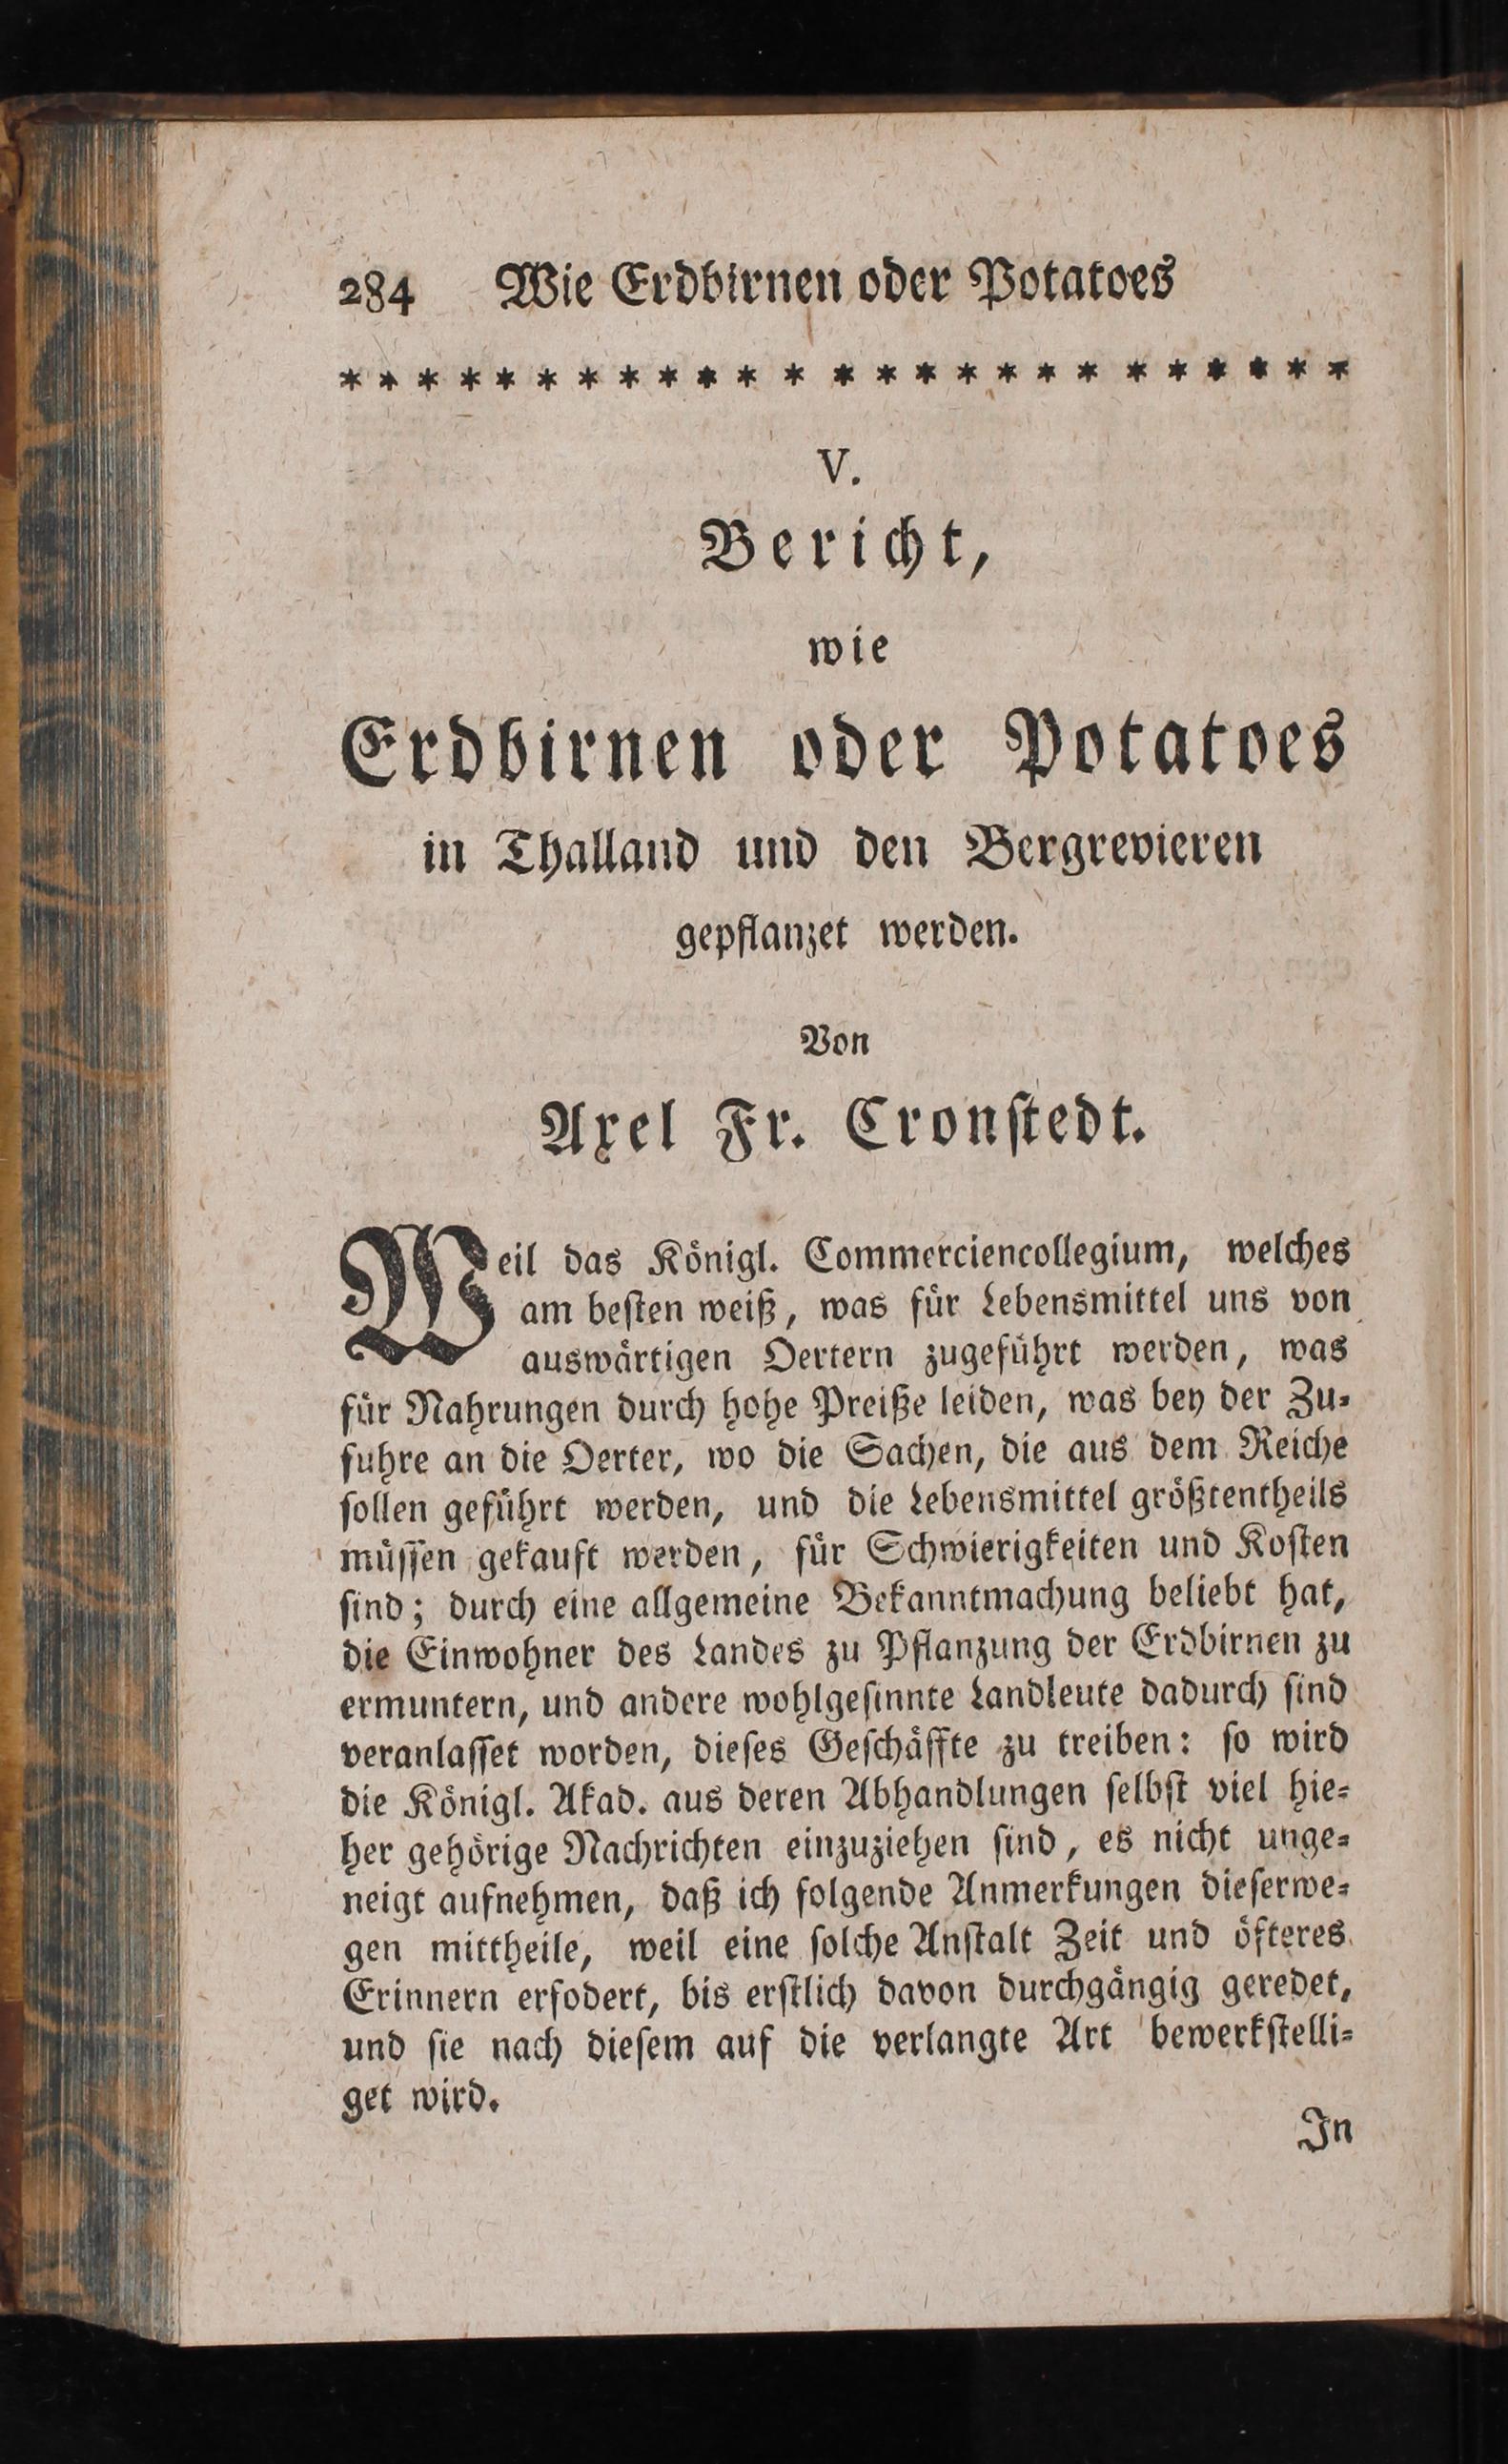 284 Wie Erdbirnen oder Potatoes
* * * * * * * * * * * * * * * * * * * * * * * * *
V.
Bericht,
wie
Erdbirnen oder Potatoes
in Thalland und den Bergrevieren
gepflanzet werden.
Von
Axel Fr. Cronſtedt.
Weil das Königl. Commerciencollegium, welches
am beſten weiß, was für Lebensmittel uns von
auswärtigen Oertern zugeführt werden, was
für Nahrungen durch hohe Preiße leiden, was bey der Zu⸗
fuhre an die Oerter, wo die Sachen, die aus dem Reiche
ſollen geführt werden, und die Lebensmittel größtentheils
müſſen gekauft werden, für Schwierigkeiten und Koſten
ſind; durch eine allgemeine Bekanntmachung beliebt hat,
die Einwohner des Landes zu Pflanzung der Erdbirnen zu
ermuntern, und andere wohlgeſinnte Landleute dadurch ſind
veranlaſſet worden, dieſes Geſchäffte zu treiben: ſo wird
die Königl. Akad. aus deren Abhandlungen ſelbſt viel hie⸗
her gehörige Nachrichten einzuziehen ſind, es nicht unge⸗
neigt aufnehmen, daß ich folgende Anmerkungen dieſerwe⸗
gen mittheile, weil eine ſolche Anſtalt Zeit und öfteres
Erinnern erfodert, bis erſtlich davon durchgängig geredet,
und ſie nach dieſem auf die verlangte Art bewerkſtelli⸗
get wird.
In